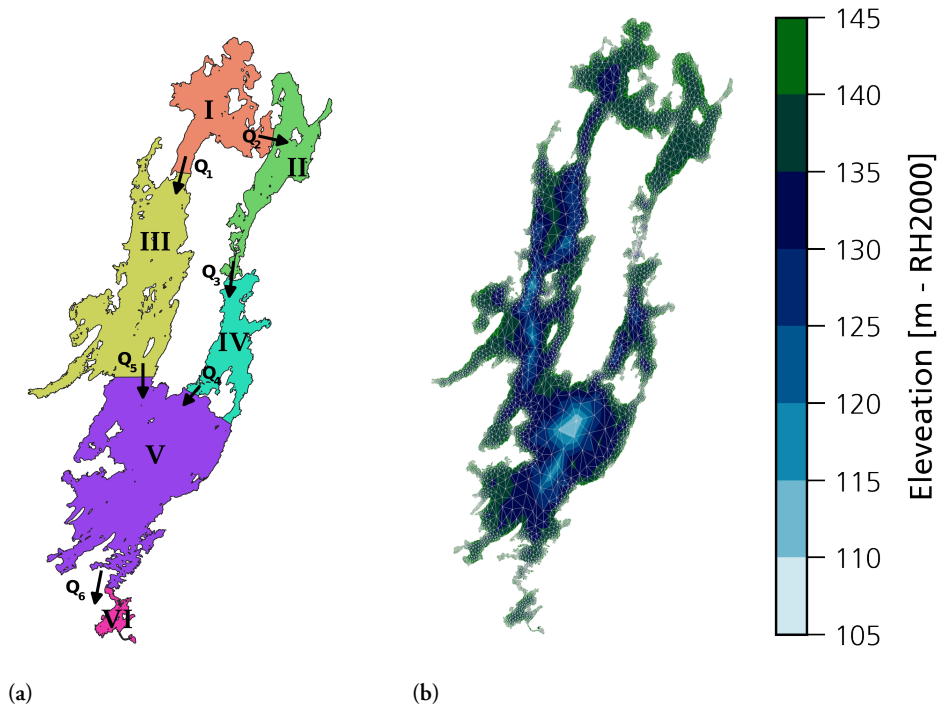 I
Q2
II
Q1
III
Q3
IV
Q5
Q4
V
Q6
VI
(a)
145
140
135
130
125
120
115
110
105
Eleveation [m - RH2000]
(b)